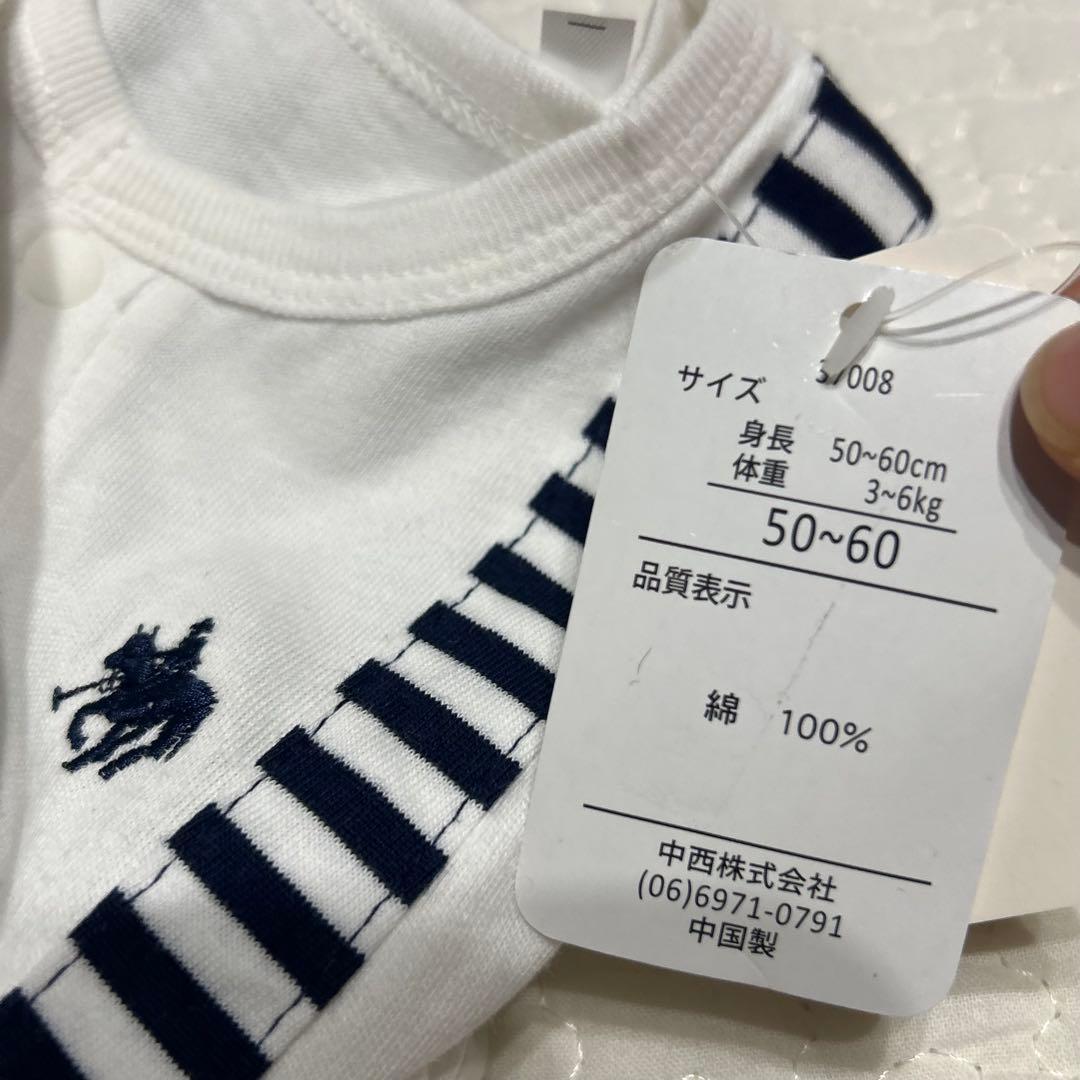 サイズ 37008
身長 50~60cm
体重 3~6kg
50~60
品質表示
綿 100%
中西株式会社
(06)6971-0791
中国製